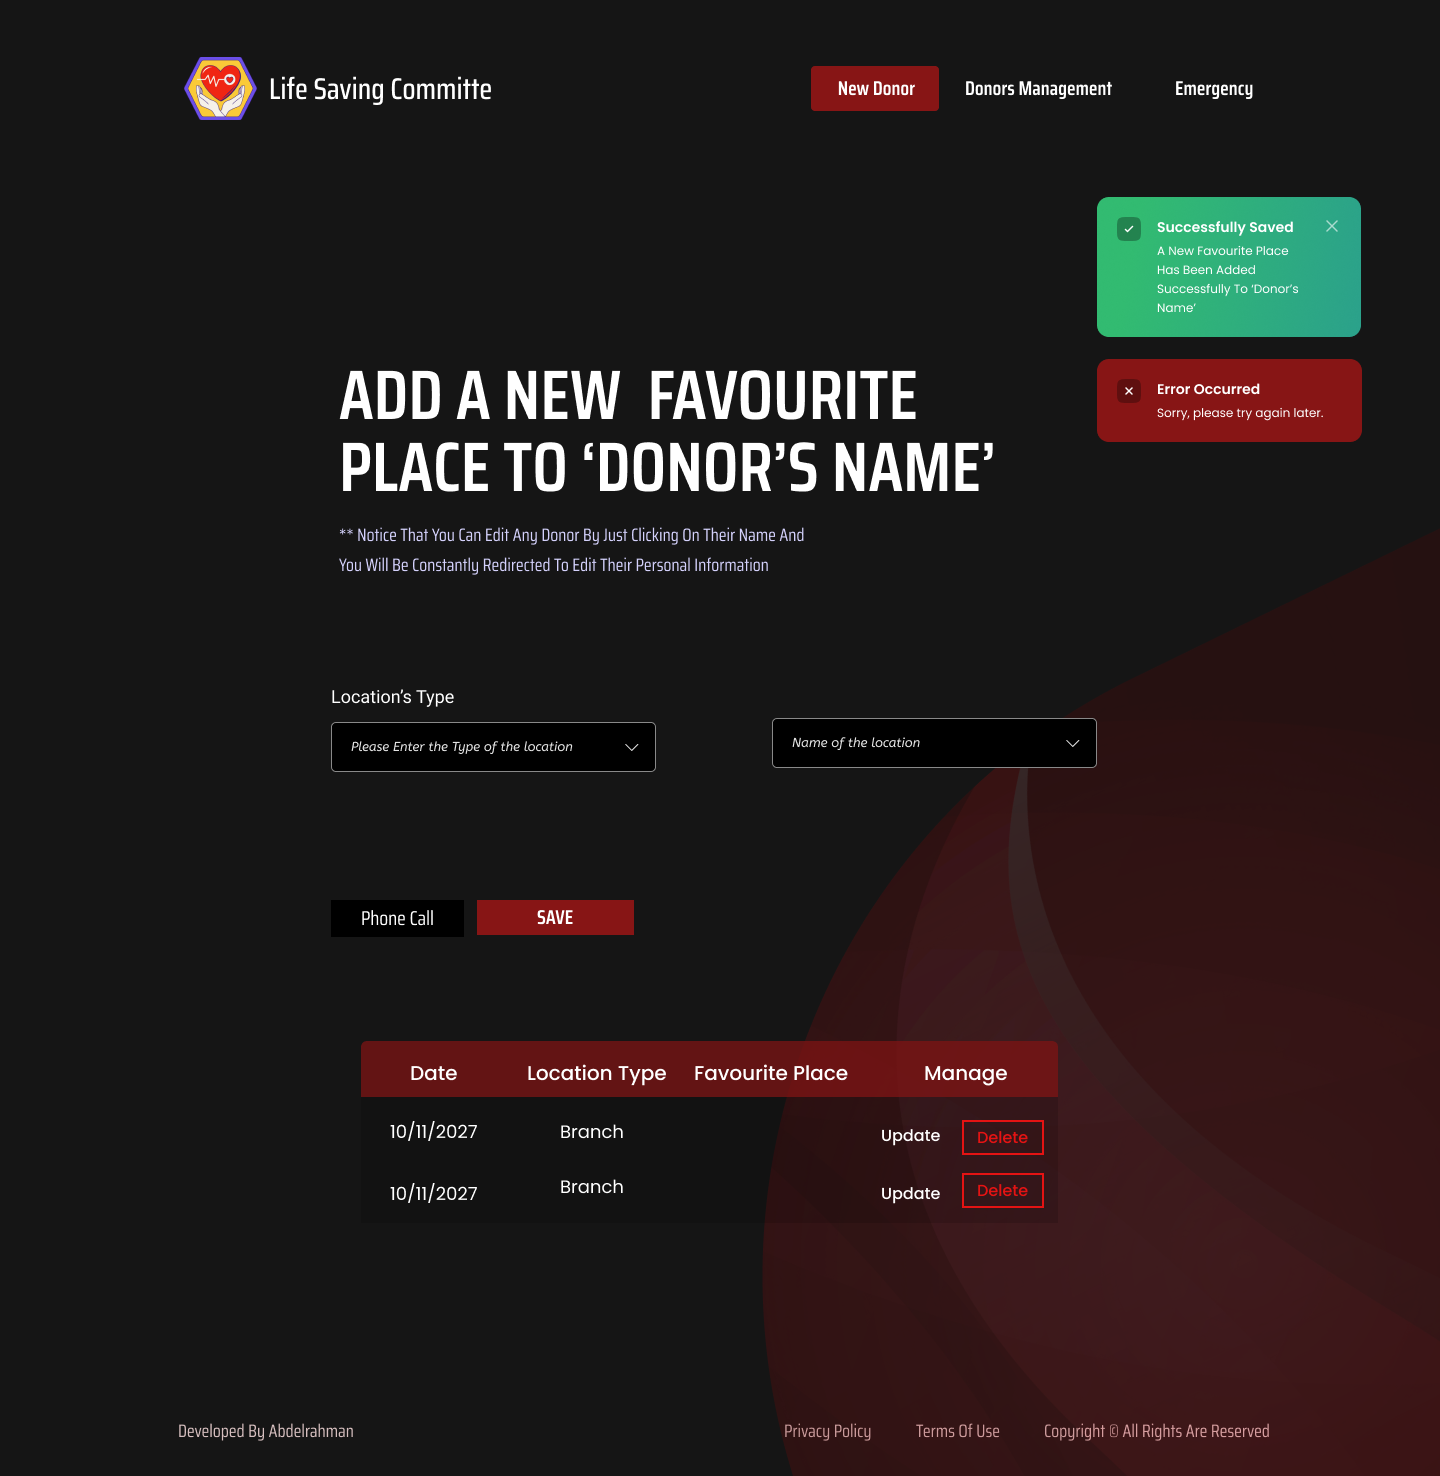 Life Saving Committe
New Donor
Donors Management
Emergency
Successfully Saved
A New Favourite Place
Has Been Added
Successfully To ‘Donor’s
Name’
Error Occurred
Sorry, please try again later.
ADD A NEW FAVOURITE
PLACE TO ‘DONOR’S NAME’
** Notice That You Can Edit Any Donor By Just Clicking On Their Name And
You Will Be Constantly Redirected To Edit Their Personal Information
Location’s Type
Please Enter the Type of the location
Name of the location
Phone Call
SAVE
Date Location Type Favourite Place Manage
10/11/2027 Branch Update Delete
10/11/2027 Branch Update Delete
Developed By Abdelrahman
Privacy Policy
Terms Of Use
Copyright © All Rights Are Reserved